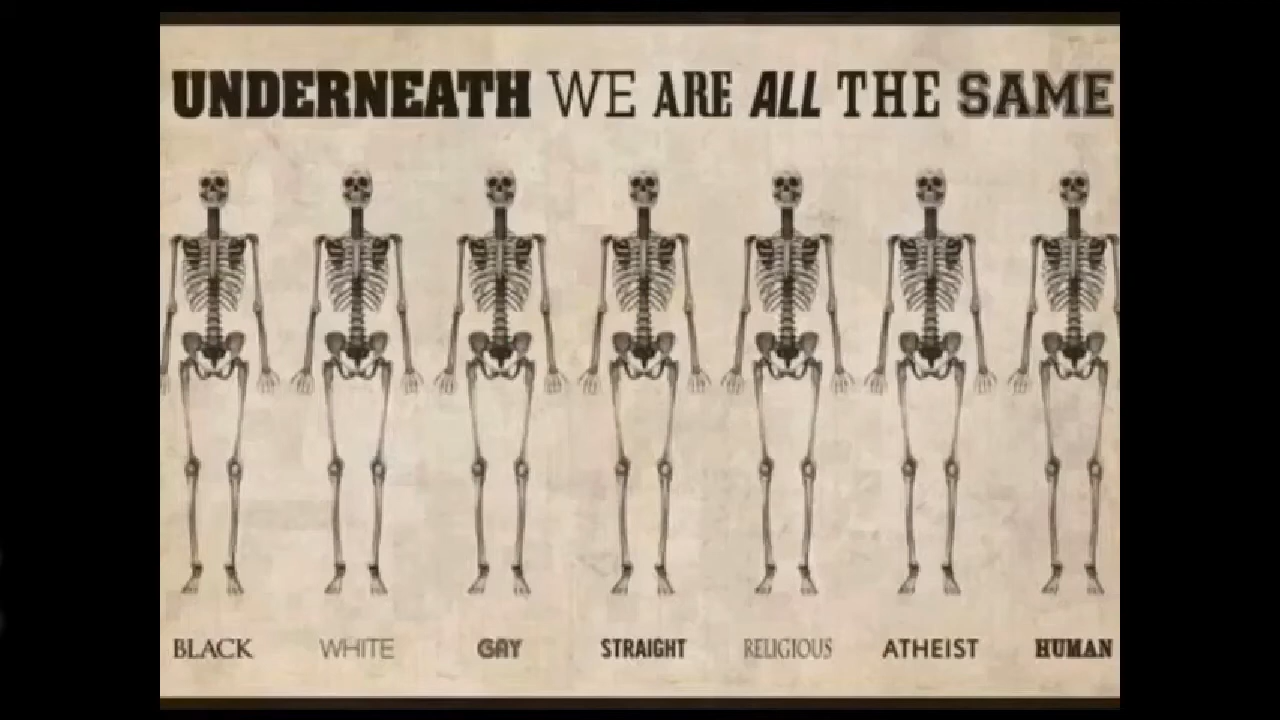 UNDERNEATH WE ARE ALL THE SAME
BLACK WHITE GAY STRAIGHT RELIGIOUS ATHEIST HUMAN